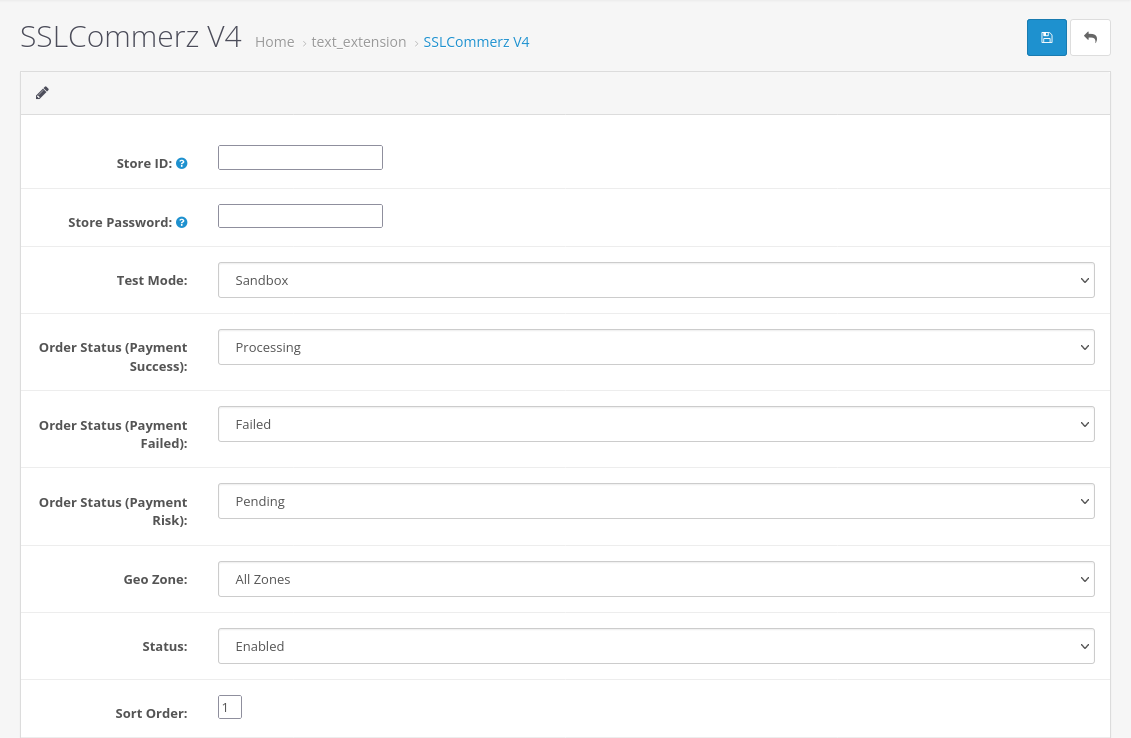 SSLCommerz V4 Home › text_extension › SSLCommerz V4
Store ID:
Store Password:
Test Mode: Sandbox
Order Status (Payment Processing
Success):
Order Status (Payment Failed
Failed):
Order Status (Payment Pending
Risk):
Geo Zone: All Zones
Status: Enabled
Sort Order: 1